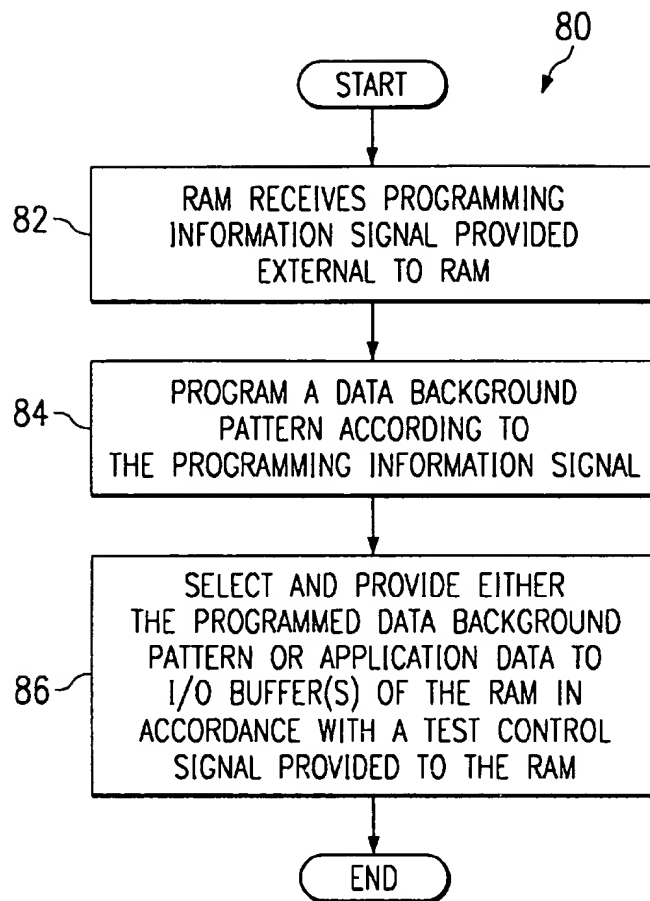 80
START
82
RAM RECEIVES PROGRAMMING
INFORMATION SIGNAL PROVIDED
EXTERNAL TO RAM
84
PROGRAM A DATA BACKGROUND
PATTERN ACCORDING TO
THE PROGRAMMING INFORMATION SIGNAL
86
SELECT AND PROVIDE EITHER
THE PROGRAMMED DATA BACKGROUND
PATTERN OR APPLICATION DATA TO
I/O BUFFER(S) OF THE RAM IN
ACCORDANCE WITH A TEST CONTROL
SIGNAL PROVIDED TO THE RAM
END